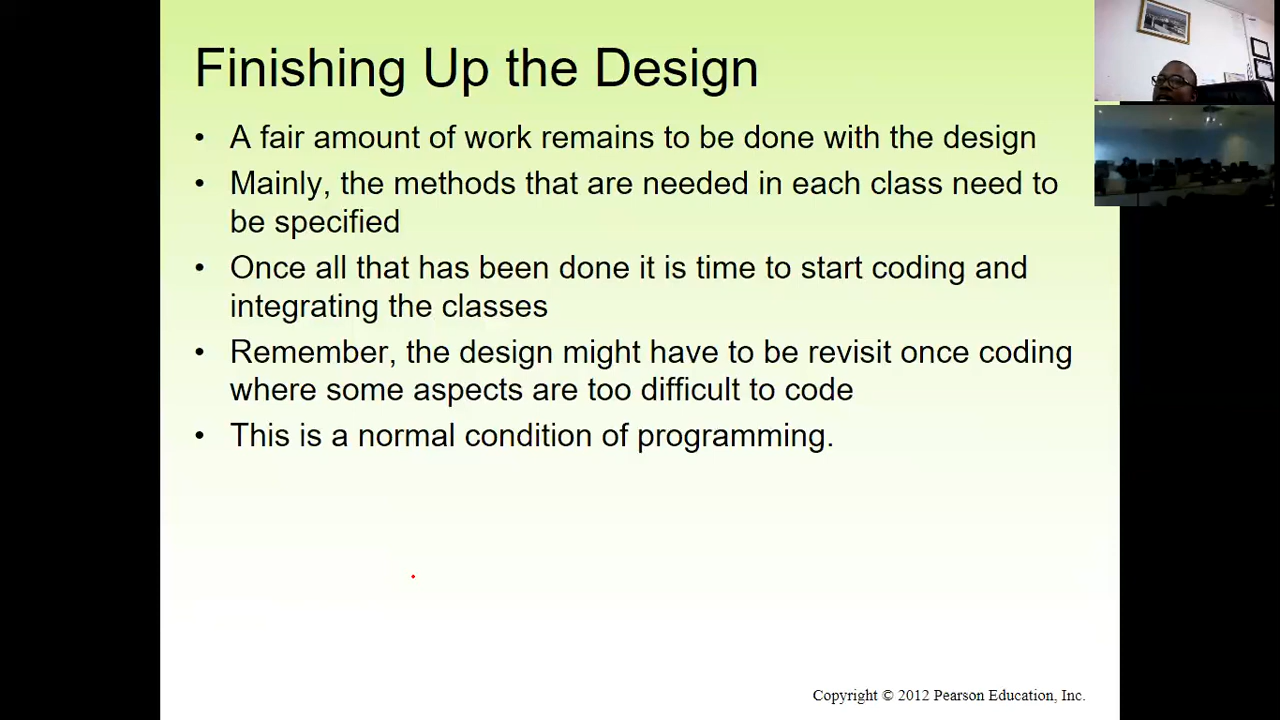 Finishing Up the Design
• A fair amount of work remains to be done with the design
• Mainly, the methods that are needed in each class need to
be specified
• Once all that has been done it is time to start coding and
integrating the classes
• Remember, the design might have to be revisit once coding
where some aspects are too difficult to code
• This is a normal condition of programming.
Copyright © 2012 Pearson Education, Inc.